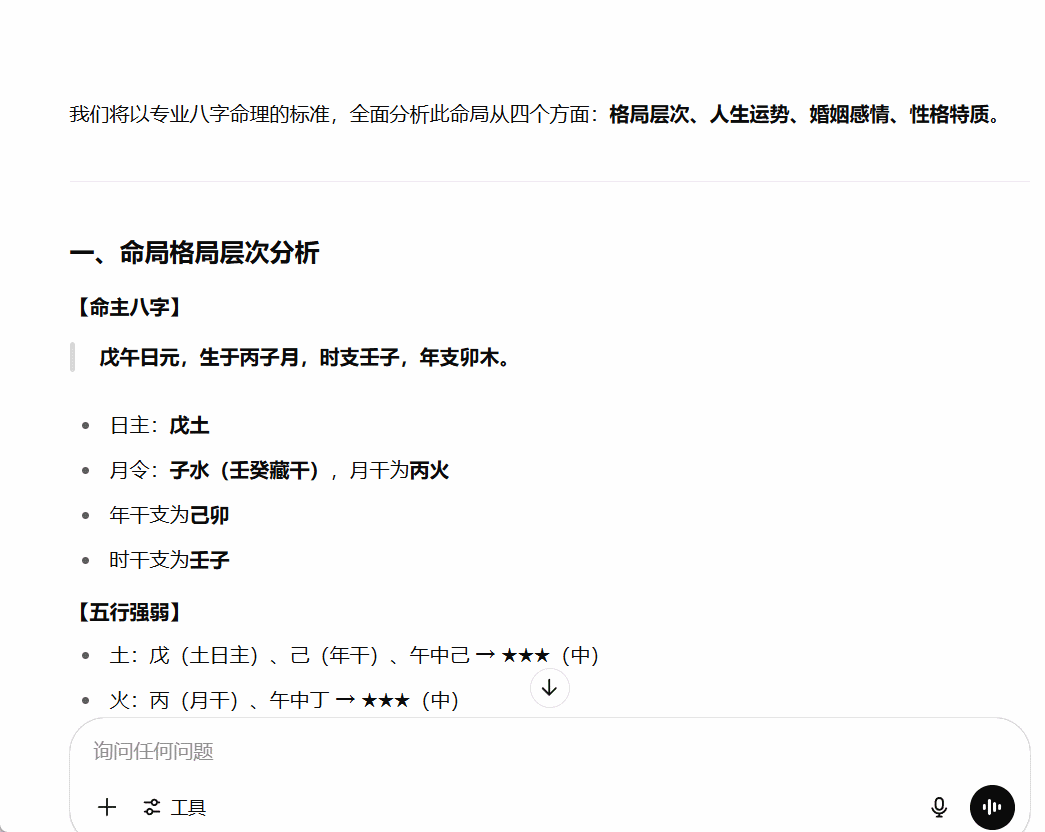 我们将以专业八字命理的标准，全面分析此命局从四个方面：格局层次、人生运势、婚姻感情、性格特质。
一、命局格局层次分析
【命主八字】
戊午日元，生于丙子月，时支壬子，年支卯木。
日主：戊土
月令：子水（壬癸藏干），月干为丙火
年干支为己卯
时干支为壬子
【五行强弱】
土：戊（土日主）、己（年干）、午中己 → ★★★（中）
火：丙（月干）、午中丁 → ★★★（中）
询问任何问题
工具